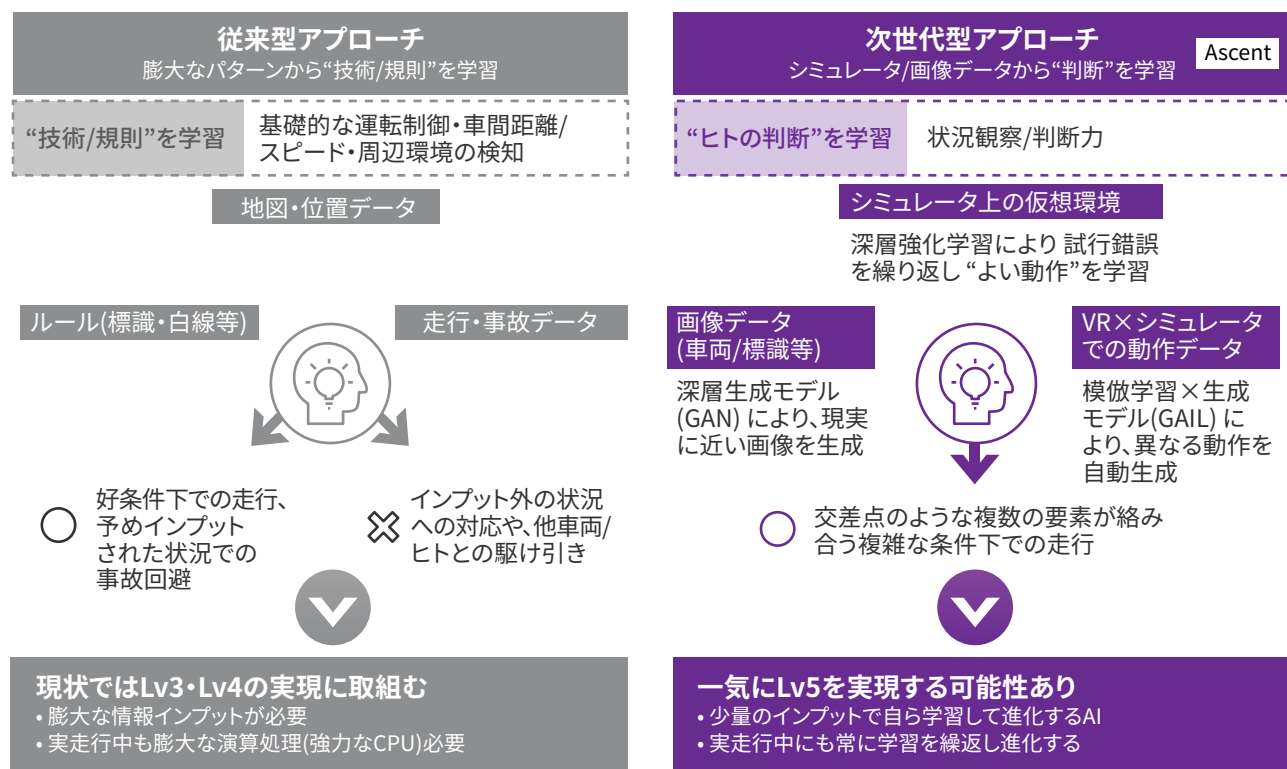 従来型アプローチ
膨大なパターンから“技術/規則”を学習
“技術/規則”を学習
基礎的な運転制御・車間距離/
スピード・周辺環境の検知
地図・位置データ
ルール(標識・白線等)
走行・事故データ
好条件下での走行、
予めインプット
された状況での
事故回避
インプット外の状況
への対応や、他車両/
ヒトとの駆け引き
現状ではLv3・Lv4の実現に取組む
• 膨大な情報インプットが必要
• 実走行中も膨大な演算処理(強力なCPU)必要
次世代型アプローチ
シミュレータ/画像データから“判断”を学習
Ascent
“ヒトの判断”を学習
状況観察/判断力
シミュレータ上の仮想環境
深層強化学習により 試行錯誤
を繰り返し “よい動作”を学習
画像データ
(車両/標識等)
深層生成モデル
(GAN) により、現実
に近い画像を生成
VR×シミュレータ
での動作データ
模倣学習×生成
モデル(GAIL) に
より、異なる動作を
自動生成
交差点のような複数の要素が絡み
合う複雑な条件下での走行
一気にLv5を実現する可能性あり
• 少量のインプットで自ら学習して進化するAI
• 実走行中にも常に学習を繰返し進化する